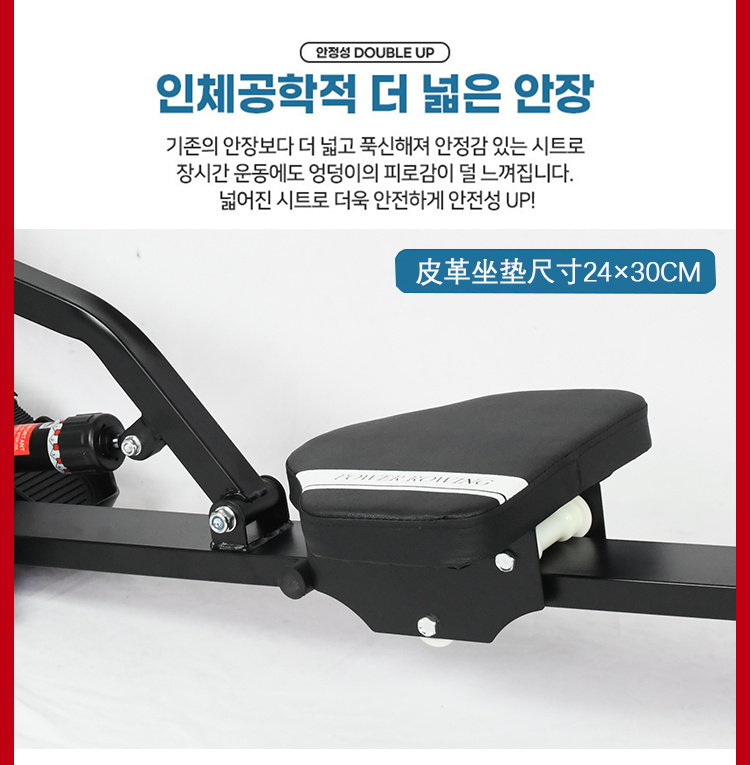 안정성 DOUBLE UP
인체공학적 더 넓은 안장
기존의 안장보다 더 넓고 푹신해져 안정감 있는 시트로
장시간 운동에도 엉덩이의 피로감이 덜 느껴집니다.
넓어진 시트로 더욱 안전하게 안전성 UP!
皮革坐垫尺寸24×30CM
POWER ROWING